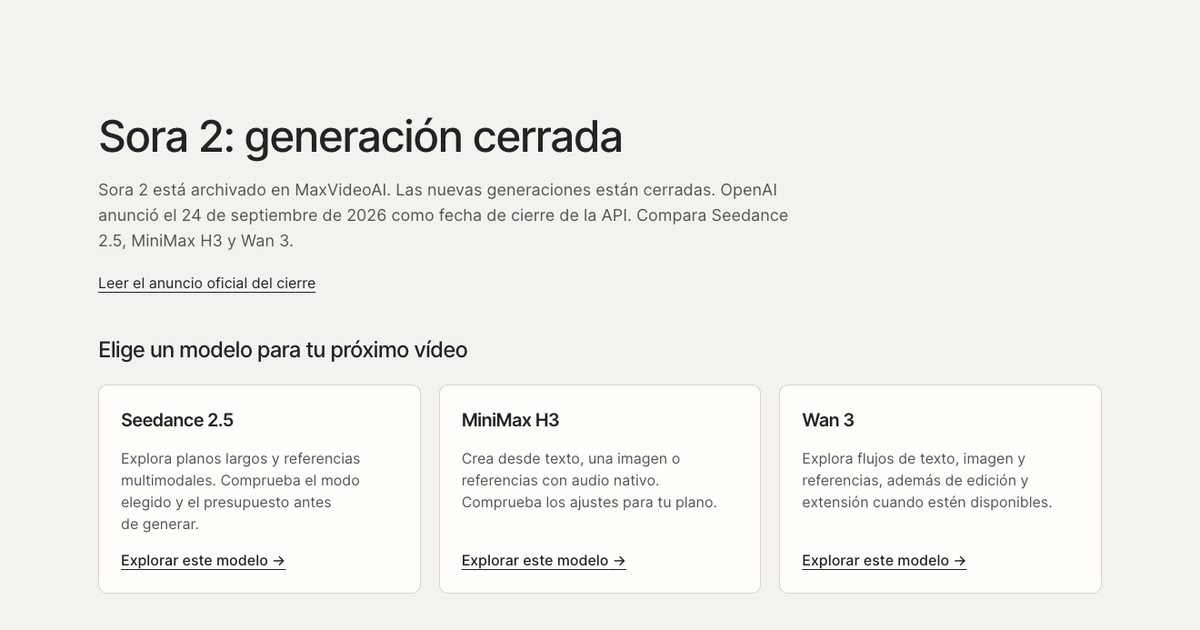 Sora 2: generación cerrada
Sora 2 está archivado en MaxVideoAI. Las nuevas generaciones están cerradas. OpenAI
anunció el 24 de septiembre de 2026 como fecha de cierre de la API. Compara Seedance
2.5, MiniMax H3 y Wan 3.
Leer el anuncio oficial del cierre
Elige un modelo para tu próximo vídeo
Seedance 2.5
Explora planos largos y referencias
multimodales. Comprueba el modo
elegido y el presupuesto antes
de generar.
Explorar este modelo →
MiniMax H3
Crea desde texto, una imagen o
referencias con audio nativo.
Comprueba los ajustes para tu plano.
Explorar este modelo →
Wan 3
Explora flujos de texto, imagen y
referencias, además de edición y
extensión cuando estén disponibles.
Explorar este modelo →